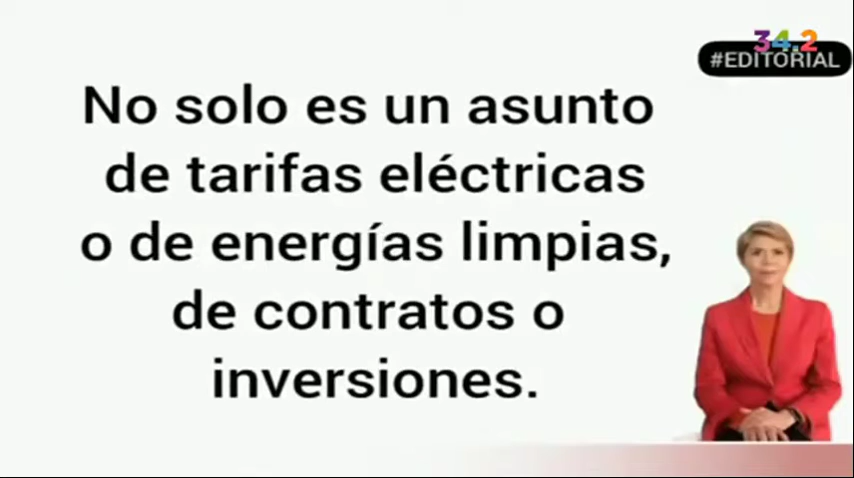 34.2
#EDITORIAL
No solo es un asunto
de tarifas eléctricas
o de energías limpias,
de contratos o
inversiones.